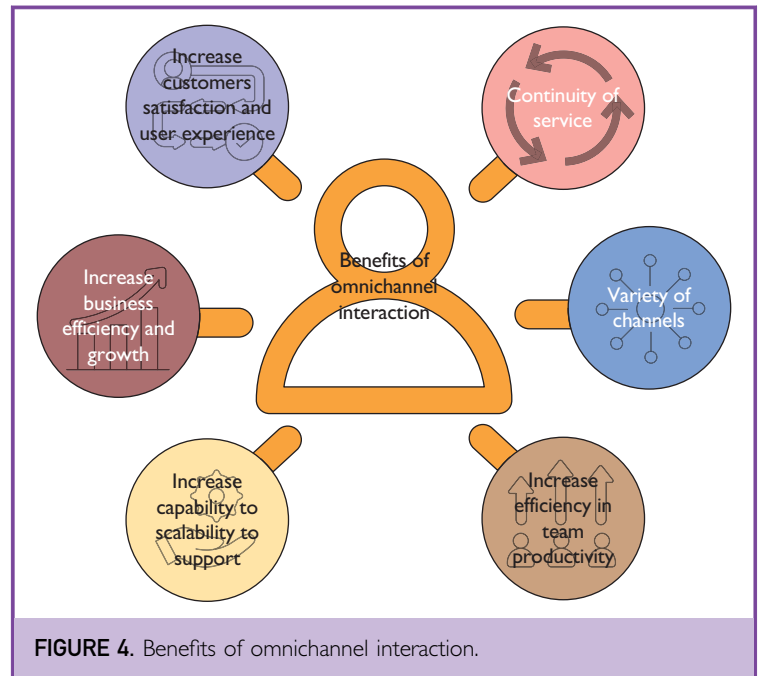 Increase
customers
satisfaction and
user experience
Continuity of
service
Increase
business
efficiency and
growth
Benefits of
omnichannel
interaction
Variety of
channels
Increase
capability to
scalability to
support
Increase
efficiency in
team
productivity
FIGURE 4. Benefits of omnichannel interaction.